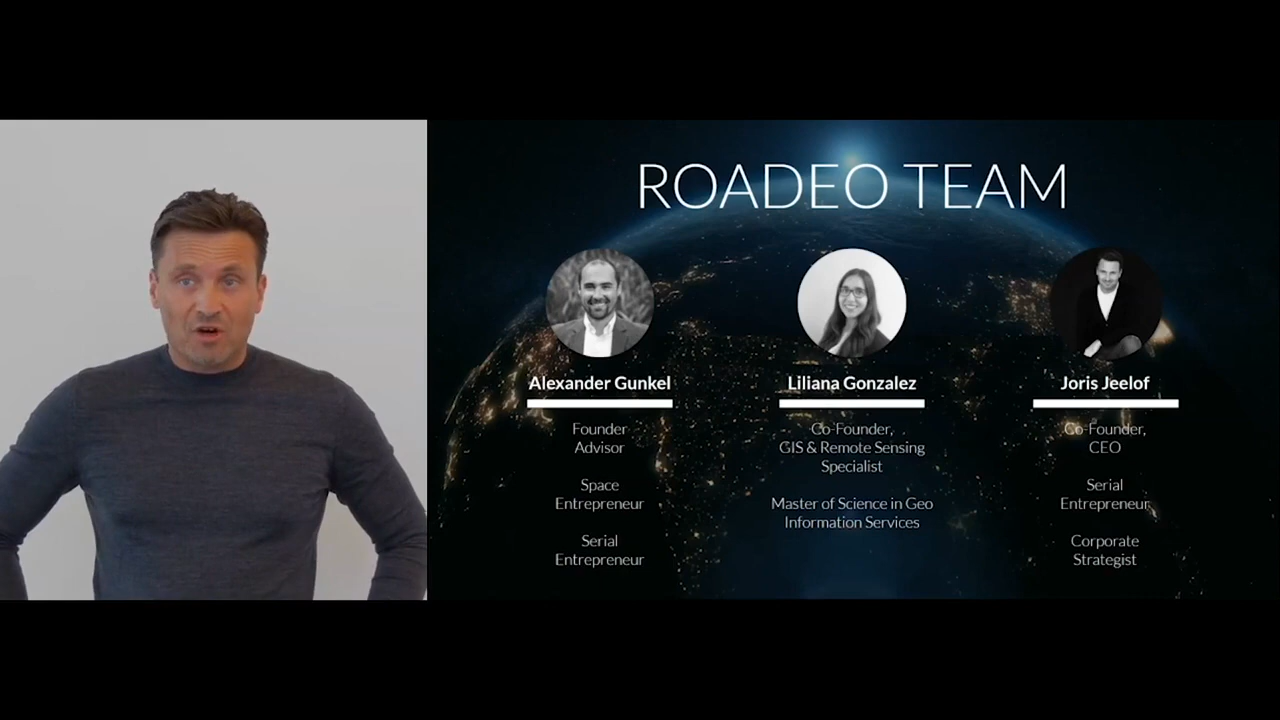 ROADEO TEAM
Alexander Gunkel
Founder
Advisor
Space
Entrepreneur
Serial
Entrepreneur
Liliana Gonzalez
Co-Founder,
GIS & Remote Sensing
Specialist
Master of Science in Geo
Information Services
Joris Jeelof
Co-Founder,
CEO
Serial
Entrepreneur
Corporate
Strategist